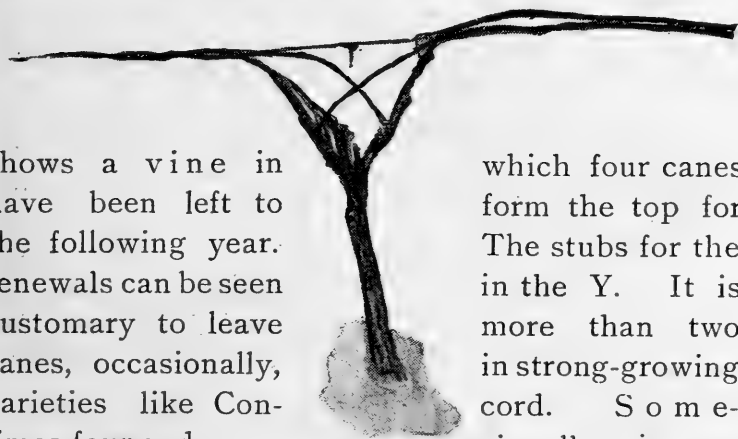 hows a vine in which four canes
ave been left to form the top for
he following year. The stubs for the
enewals can be seen in the Y. It is
ustomary to leave more than two
anes, occasionally, in strong-growing
arieties like Con- cord. Some-